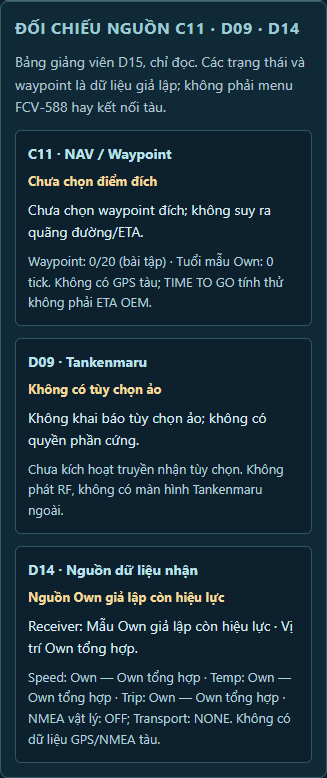 ĐỐI CHIẾU NGUỒN C11 · D09 · D14
Bảng giảng viên D15, chỉ đọc. Các trạng thái và
waypoint là dữ liệu giả lập; không phải menu
FCV-588 hay kết nối tàu.
C11 · NAV / Waypoint
Chưa chọn điểm đích
Chưa chọn waypoint đích; không suy ra
quãng đường/ETA.
Waypoint: 0/20 (bài tập) · Tuổi mẫu Own: 0
tick. Không có GPS tàu; TIME TO GO tính thử
không phải ETA OEM.
D09 · Tankenmaru
Không có tùy chọn ảo
Không khai báo tùy chọn ảo; không có
quyền phần cứng.
Chưa kích hoạt truyền nhận tùy chọn. Không
phát RF, không có màn hình Tankenmaru
ngoài.
D14 · Nguồn dữ liệu nhận
Nguồn Own giả lập còn hiệu lực
Receiver: Mẫu Own giả lập còn hiệu lực · Vị
trí Own tổng hợp.
Speed: Own — Own tổng hợp · Temp: Own —
Own tổng hợp · Trip: Own — Own tổng hợp ·
NMEA vật lý: OFF; Transport: NONE. Không có
dữ liệu GPS/NMEA tàu.